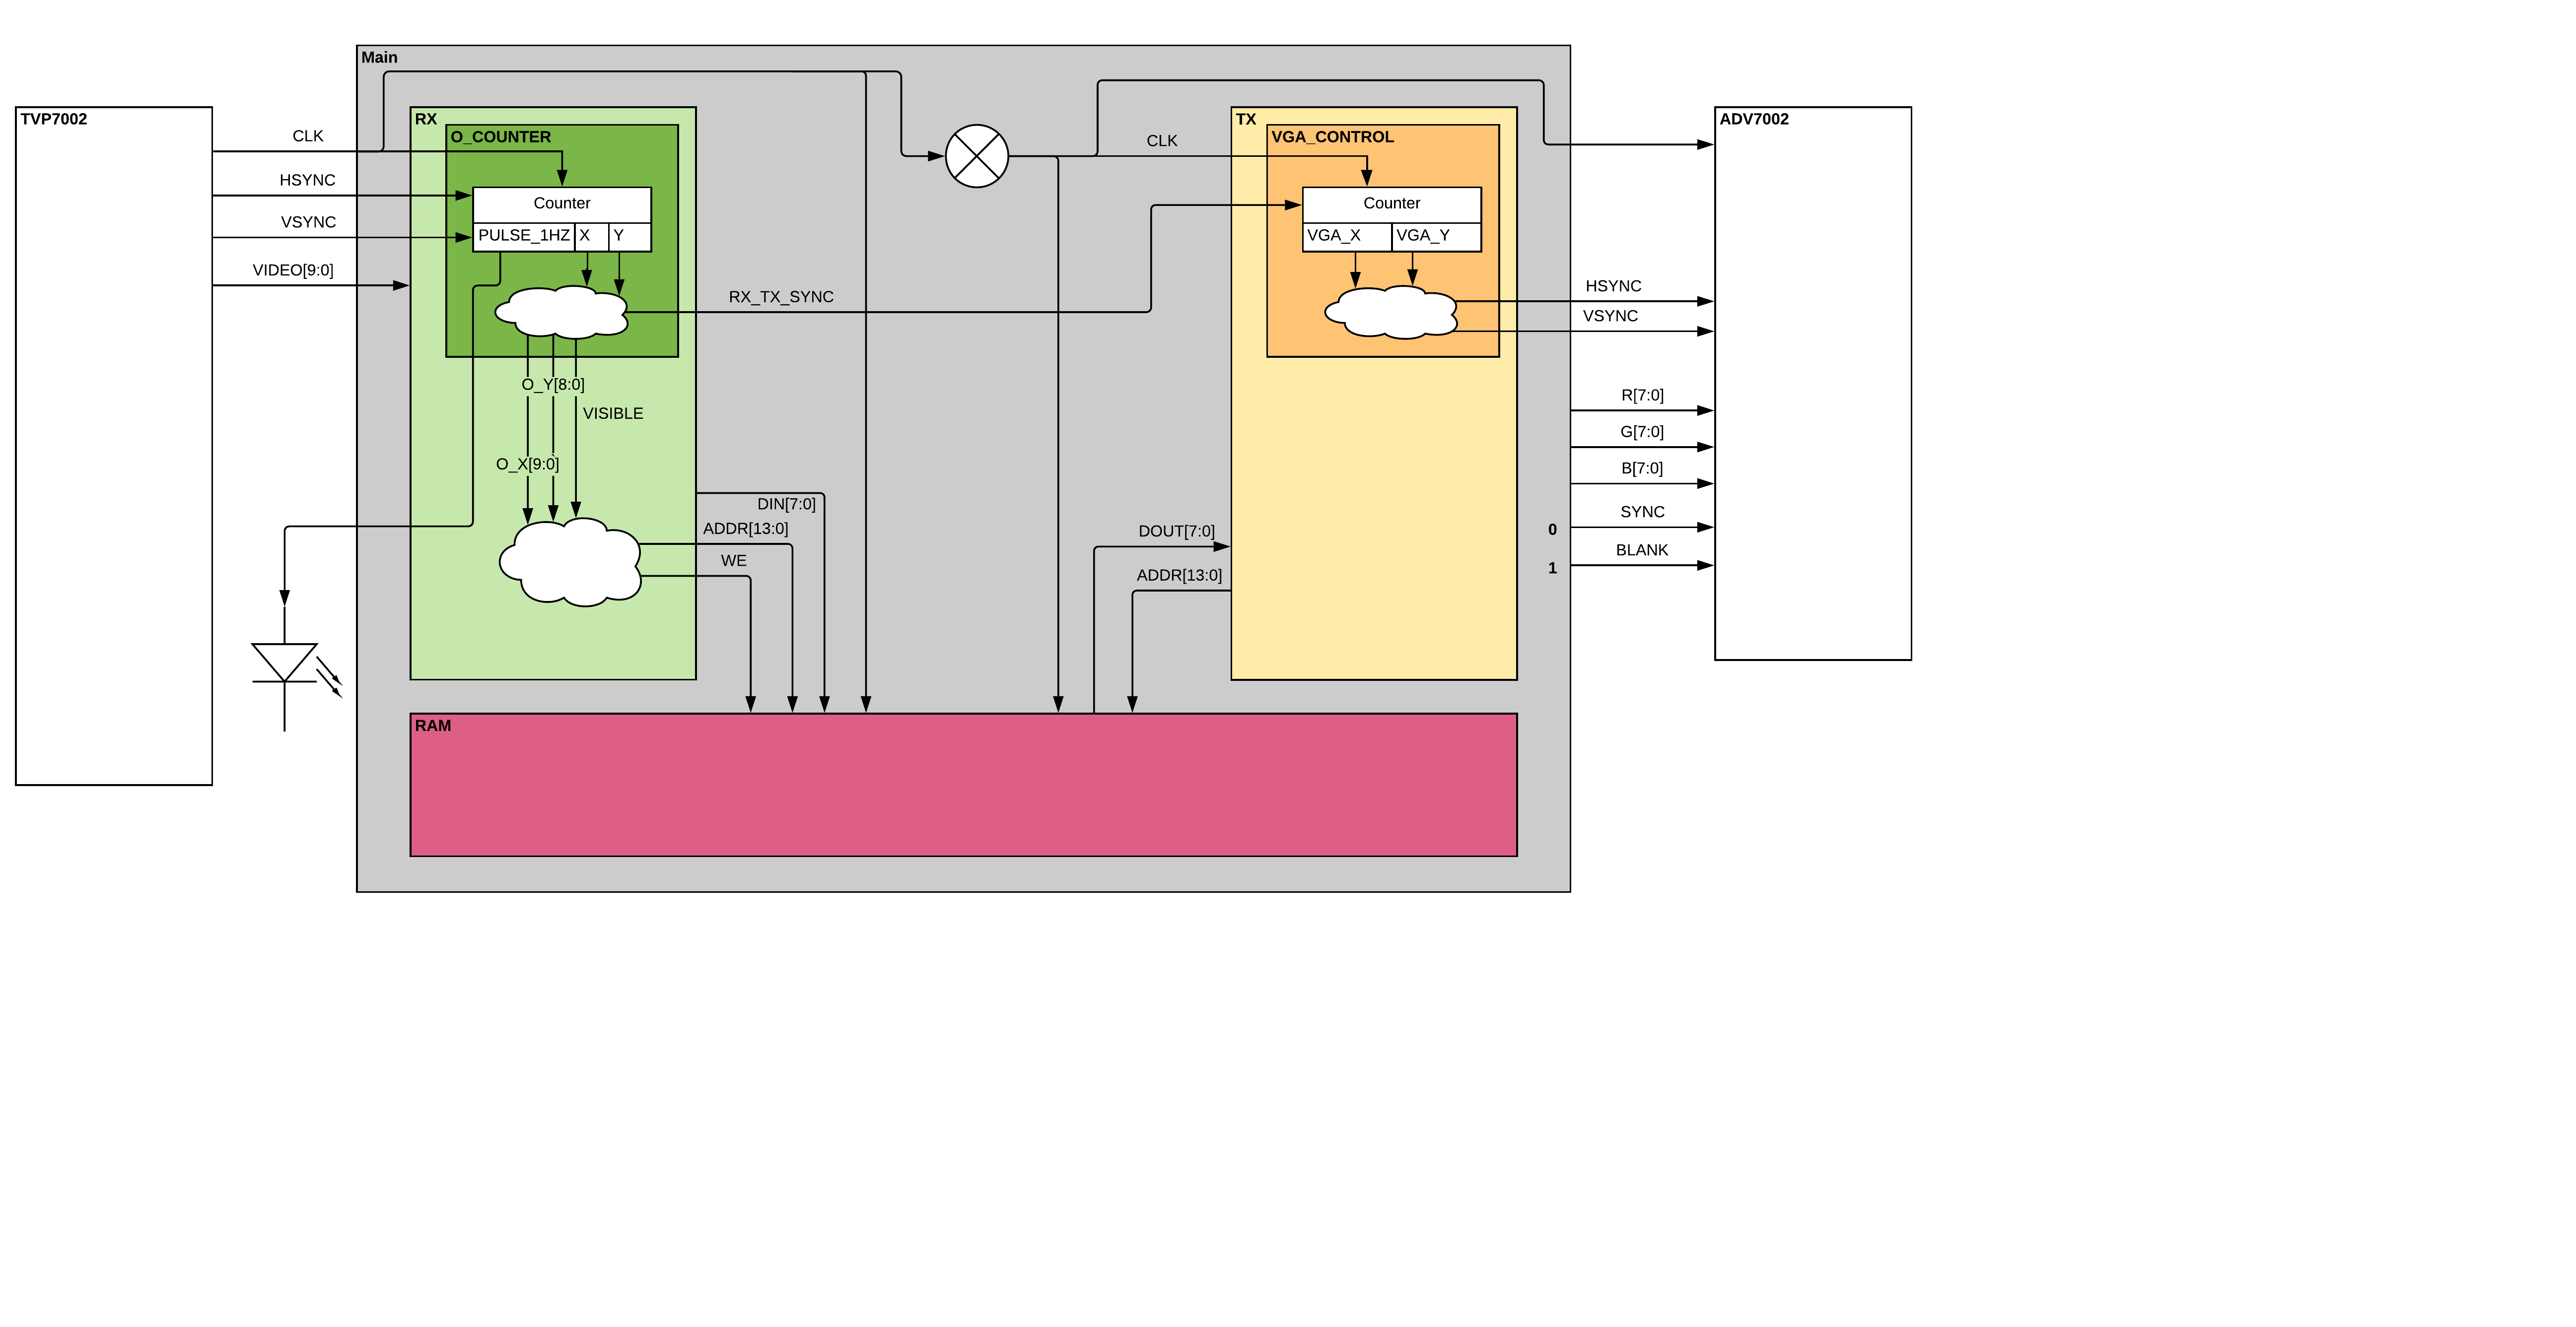 Main
TVP7002
CLK
HSYNC
VSYNC
VIDEO[9:0]
RX
O_COUNTER
Counter
PULSE_1HZ X Y
O_Y[8:0]
VISIBLE
O_X[9:0]
RX_TX_SYNC
DIN[7:0]
ADDR[13:0]
WE
CLK
TX
VGA_CONTROL
Counter
VGA_X VGA_Y
DOUT[7:0]
ADDR[13:0]
RAM
0
1
HSYNC
VSYNC
R[7:0]
G[7:0]
B[7:0]
SYNC
BLANK
ADV7002